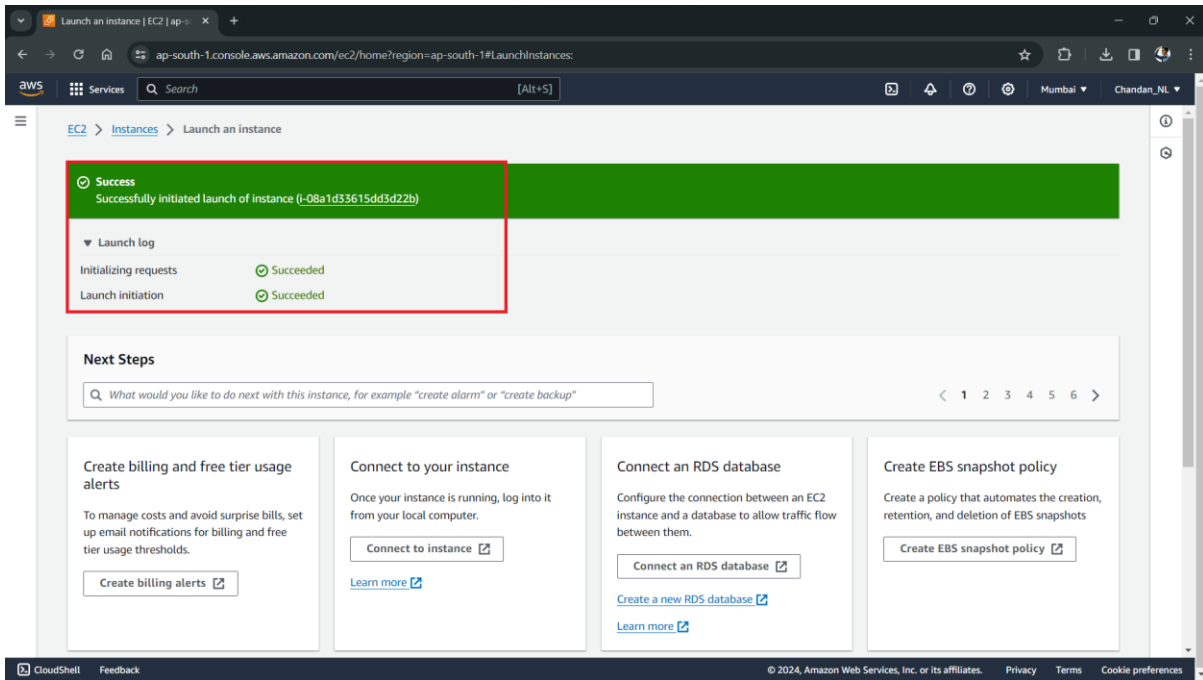 Launch an instance | EC2 | ap-sc
ap-south-1.console.aws.amazon.com/ec2/home?region=ap-south-1#LaunchInstances:
aws Services Search [Alt+S] Mumbai Chandan_NL
EC2 > Instances > Launch an instance
Success
Successfully initiated launch of instance (i-08a1d33615dd3d22b)
Launch log
Initializing requests Succeeded
Launch initiation Succeeded
Next Steps
What would you like to do next with this instance, for example "create alarm" or "create backup"
1 2 3 4 5 6
Create billing and free tier usage
alerts
To manage costs and avoid surprise bills, set
up email notifications for billing and free
tier usage thresholds.
Create billing alerts
Connect to your instance
Once your instance is running, log into it
from your local computer.
Connect to instance
Learn more
Connect an RDS database
Configure the connection between an EC2
instance and a database to allow traffic flow
between them.
Connect an RDS database
Create a new RDS database
Learn more
Create EBS snapshot policy
Create a policy that automates the creation,
retention, and deletion of EBS snapshots
Create EBS snapshot policy
CloudShell Feedback © 2024, Amazon Web Services, Inc. or its affiliates. Privacy Terms Cookie preferences